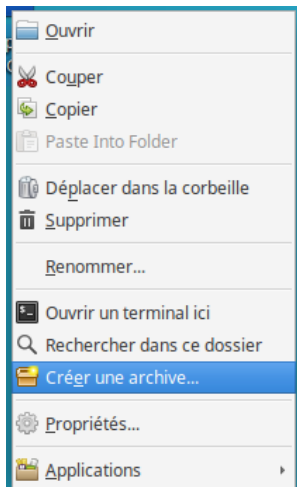 Ouvrir
Couper
Copier
Paste Into Folder
Déplacer dans la corbeille
Supprimer
Renommer...
Ouvrir un terminal ici
Rechercher dans ce dossier
Créer une archive...
Propriétés...
Applications